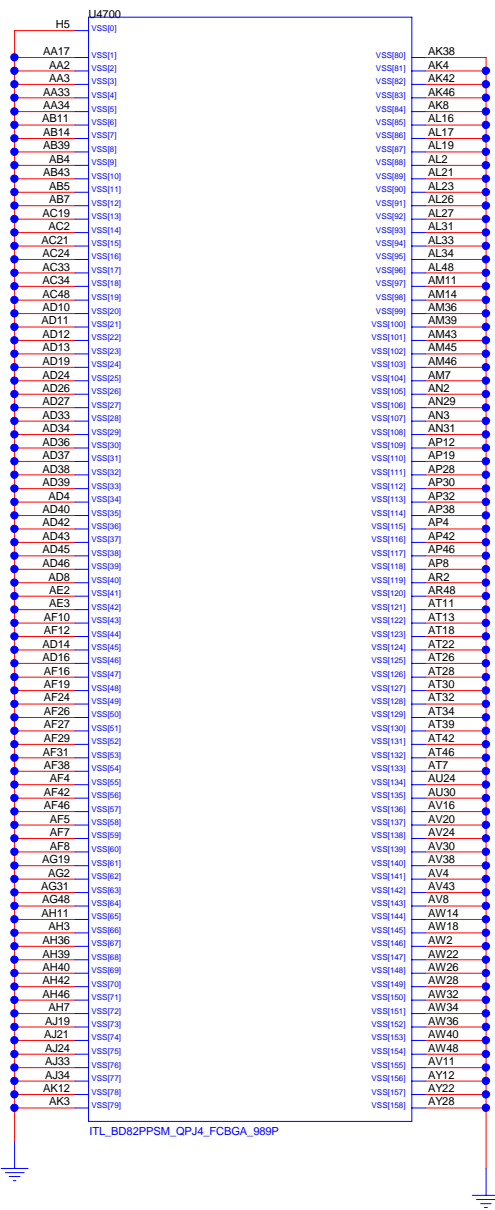 U4700
H5 VSS[0]
AA17 VSS[1] VSS[80] AK38
AA2 VSS[2] VSS[81] AK4
AA3 VSS[3] VSS[82] AK42
AA33 VSS[4] VSS[83] AK46
AA34 VSS[5] VSS[84] AK8
AB11 VSS[6] VSS[85] AL16
AB14 VSS[7] VSS[86] AL17
AB39 VSS[8] VSS[87] AL19
AB4 VSS[9] VSS[88] AL2
AB43 VSS[10] VSS[89] AL21
AB5 VSS[11] VSS[90] AL23
AB7 VSS[12] VSS[91] AL26
AC19 VSS[13] VSS[92] AL27
AC2 VSS[14] VSS[93] AL31
AC21 VSS[15] VSS[94] AL33
AC24 VSS[16] VSS[95] AL34
AC33 VSS[17] VSS[96] AL48
AC34 VSS[18] VSS[97] AM11
AC48 VSS[19] VSS[98] AM14
AD10 VSS[20] VSS[99] AM36
AD11 VSS[21] VSS[100] AM39
AD12 VSS[22] VSS[101] AM43
AD13 VSS[23] VSS[102] AM45
AD19 VSS[24] VSS[103] AM46
AD24 VSS[25] VSS[104] AM7
AD26 VSS[26] VSS[105] AN2
AD27 VSS[27] VSS[106] AN29
AD33 VSS[28] VSS[107] AN3
AD34 VSS[29] VSS[108] AN31
AD36 VSS[30] VSS[109] AP12
AD37 VSS[31] VSS[110] AP19
AD38 VSS[32] VSS[111] AP28
AD39 VSS[33] VSS[112] AP30
AD4 VSS[34] VSS[113] AP32
AD40 VSS[35] VSS[114] AP38
AD42 VSS[36] VSS[115] AP4
AD43 VSS[37] VSS[116] AP42
AD45 VSS[38] VSS[117] AP46
AD46 VSS[39] VSS[118] AP8
AD8 VSS[40] VSS[119] AR2
AE2 VSS[41] VSS[120] AR48
AE3 VSS[42] VSS[121] AT11
AF10 VSS[43] VSS[122] AT13
AF12 VSS[44] VSS[123] AT18
AD14 VSS[45] VSS[124] AT22
AD16 VSS[46] VSS[125] AT26
AF16 VSS[47] VSS[126] AT28
AF19 VSS[48] VSS[127] AT30
AF24 VSS[49] VSS[128] AT32
AF26 VSS[50] VSS[129] AT34
AF27 VSS[51] VSS[130] AT39
AF29 VSS[52] VSS[131] AT42
AF31 VSS[53] VSS[132] AT46
AF38 VSS[54] VSS[133] AT7
AF4 VSS[55] VSS[134] AU24
AF42 VSS[56] VSS[135] AU30
AF46 VSS[57] VSS[136] AV16
AF5 VSS[58] VSS[137] AV20
AF7 VSS[59] VSS[138] AV24
AF8 VSS[60] VSS[139] AV30
AG19 VSS[61] VSS[140] AV38
AG2 VSS[62] VSS[141] AV4
AG31 VSS[63] VSS[142] AV43
AG48 VSS[64] VSS[143] AV8
AH11 VSS[65] VSS[144] AW14
AH3 VSS[66] VSS[145] AW18
AH36 VSS[67] VSS[146] AW2
AH39 VSS[68] VSS[147] AW22
AH40 VSS[69] VSS[148] AW26
AH42 VSS[70] VSS[149] AW28
AH46 VSS[71] VSS[150] AW32
AH7 VSS[72] VSS[151] AW34
AJ19 VSS[73] VSS[152] AW36
AJ21 VSS[74] VSS[153] AW40
AJ24 VSS[75] VSS[154] AW48
AJ33 VSS[76] VSS[155] AV11
AJ34 VSS[77] VSS[156] AY12
AK12 VSS[78] VSS[157] AY22
AK3 VSS[79] VSS[158] AY28
ITL_BD82PPSM_QPJ4_FCBGA_989P